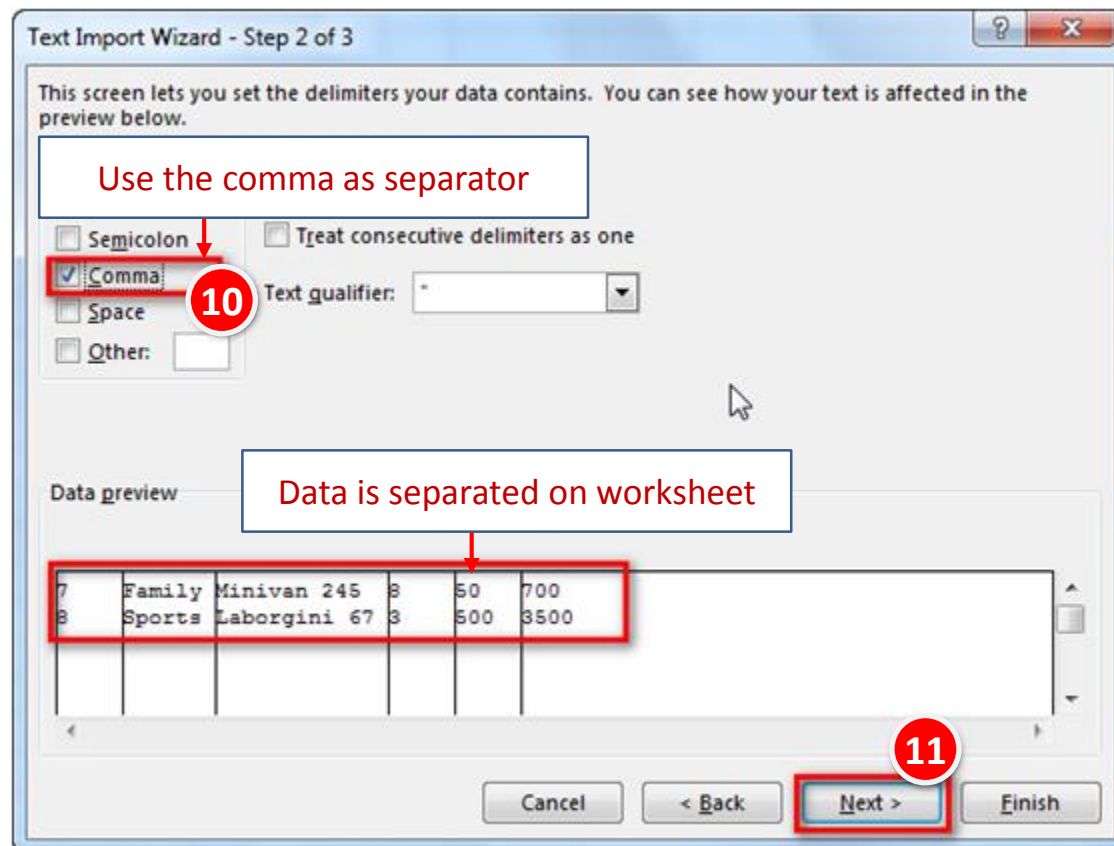 Text Import Wizard - Step 2 of 3
This screen lets you set the delimiters your data contains. You can see how your text is affected in the
preview below.
Use the comma as separator
Semicolon
Treat consecutive delimiters as one
Comma
10
Text qualifier: "
Space
Other:
Data preview
Data is separated on worksheet
7 Family Minivan 245 8 50 700
8 Sports Laborgini 67 3 500 3500
11
Cancel < Back Next > Finish